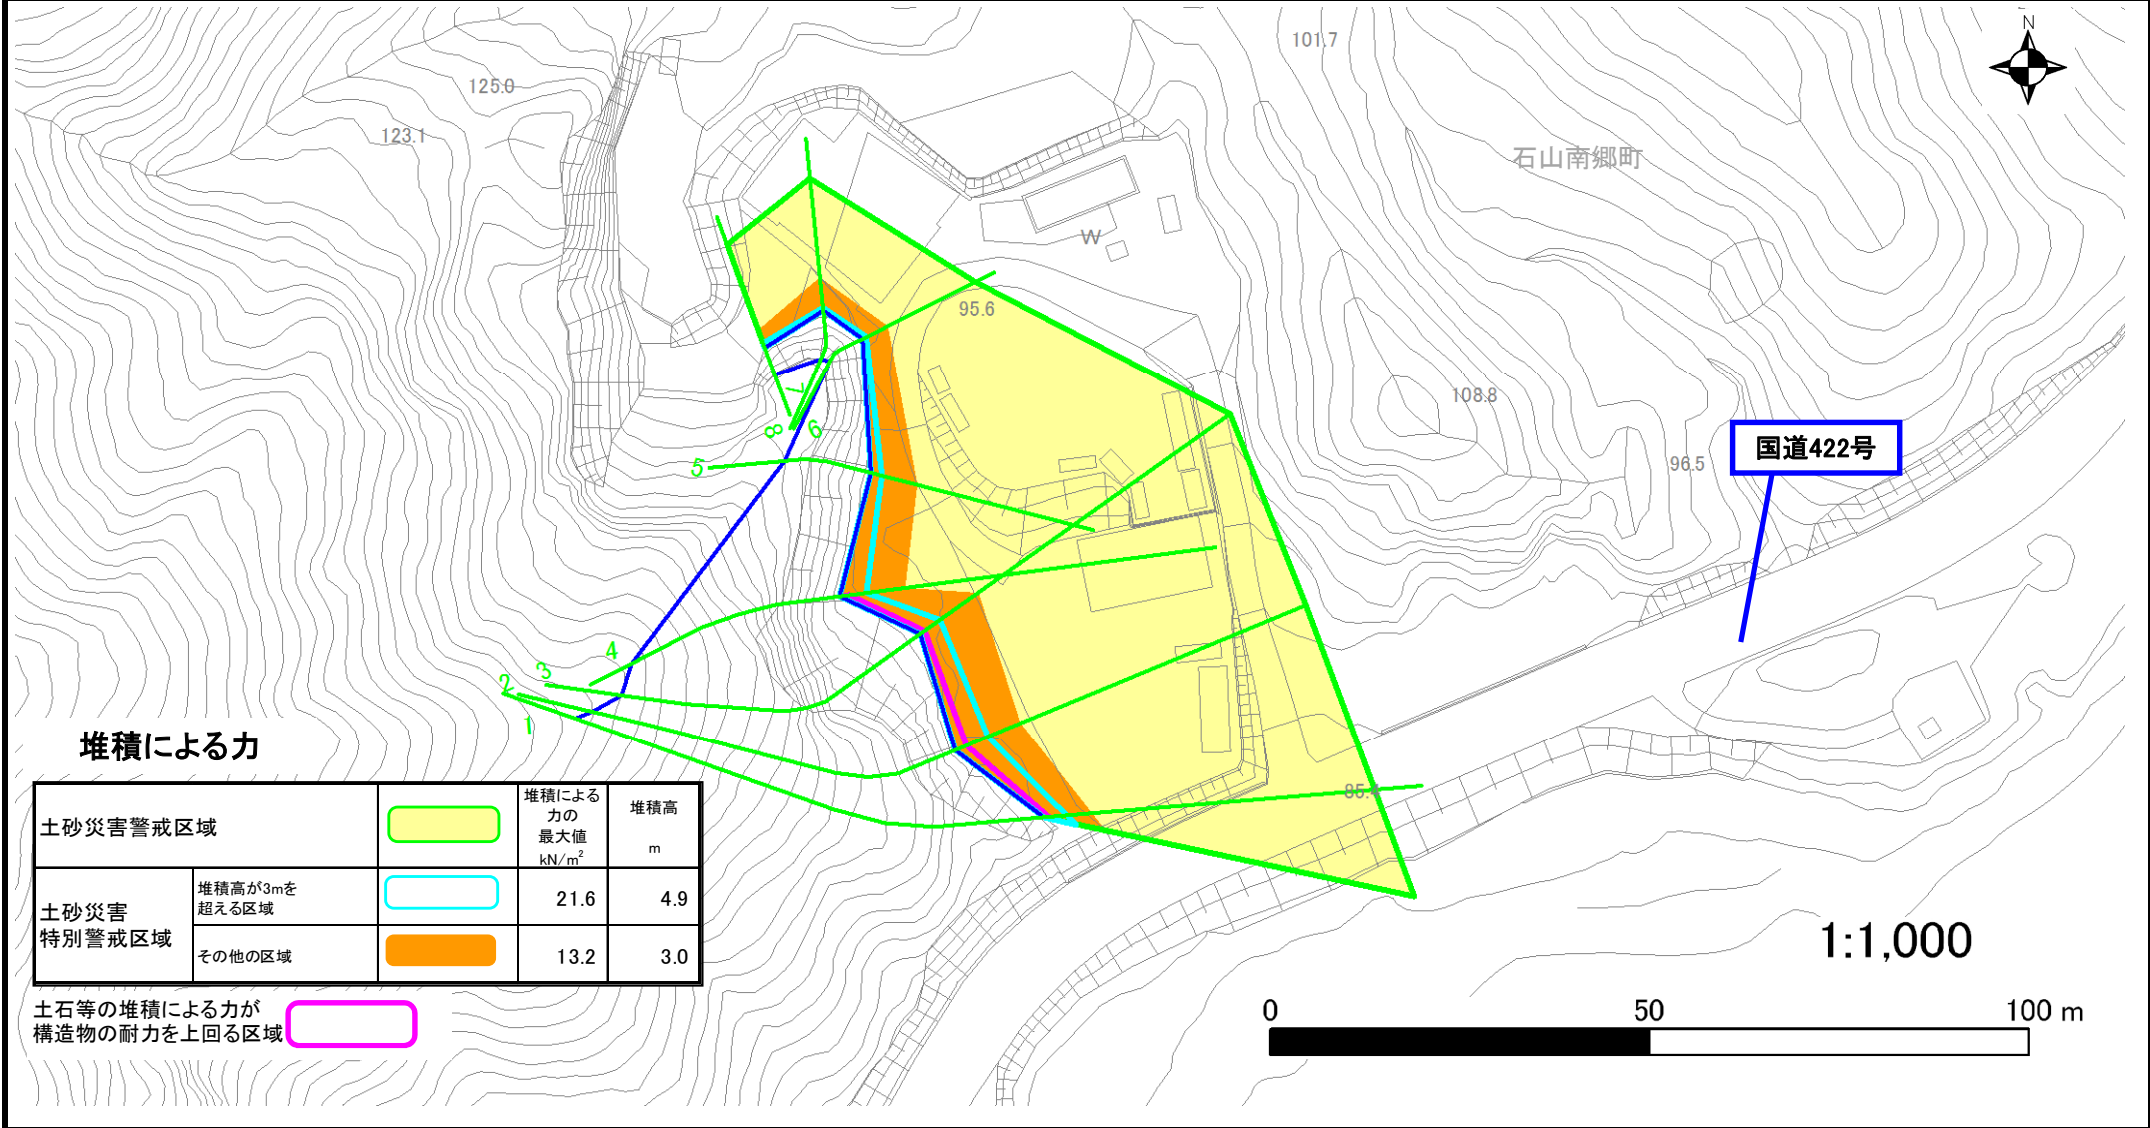 N
101.7
125.0
123.1
石山南郷町
W
95.6
108.8
96.5
国道422号
7
8
6
5
4
3
2
1
85.4
堆積による力
土砂災害警戒区域
堆積による
力の
最大値
kN/m²
堆積高
m
土砂災害
特別警戒区域
堆積高が3mを
超える区域
21.6
4.9
その他の区域
13.2
3.0
土石等の堆積による力が
構造物の耐力を上回る区域
1:1,000
0
50
100 m